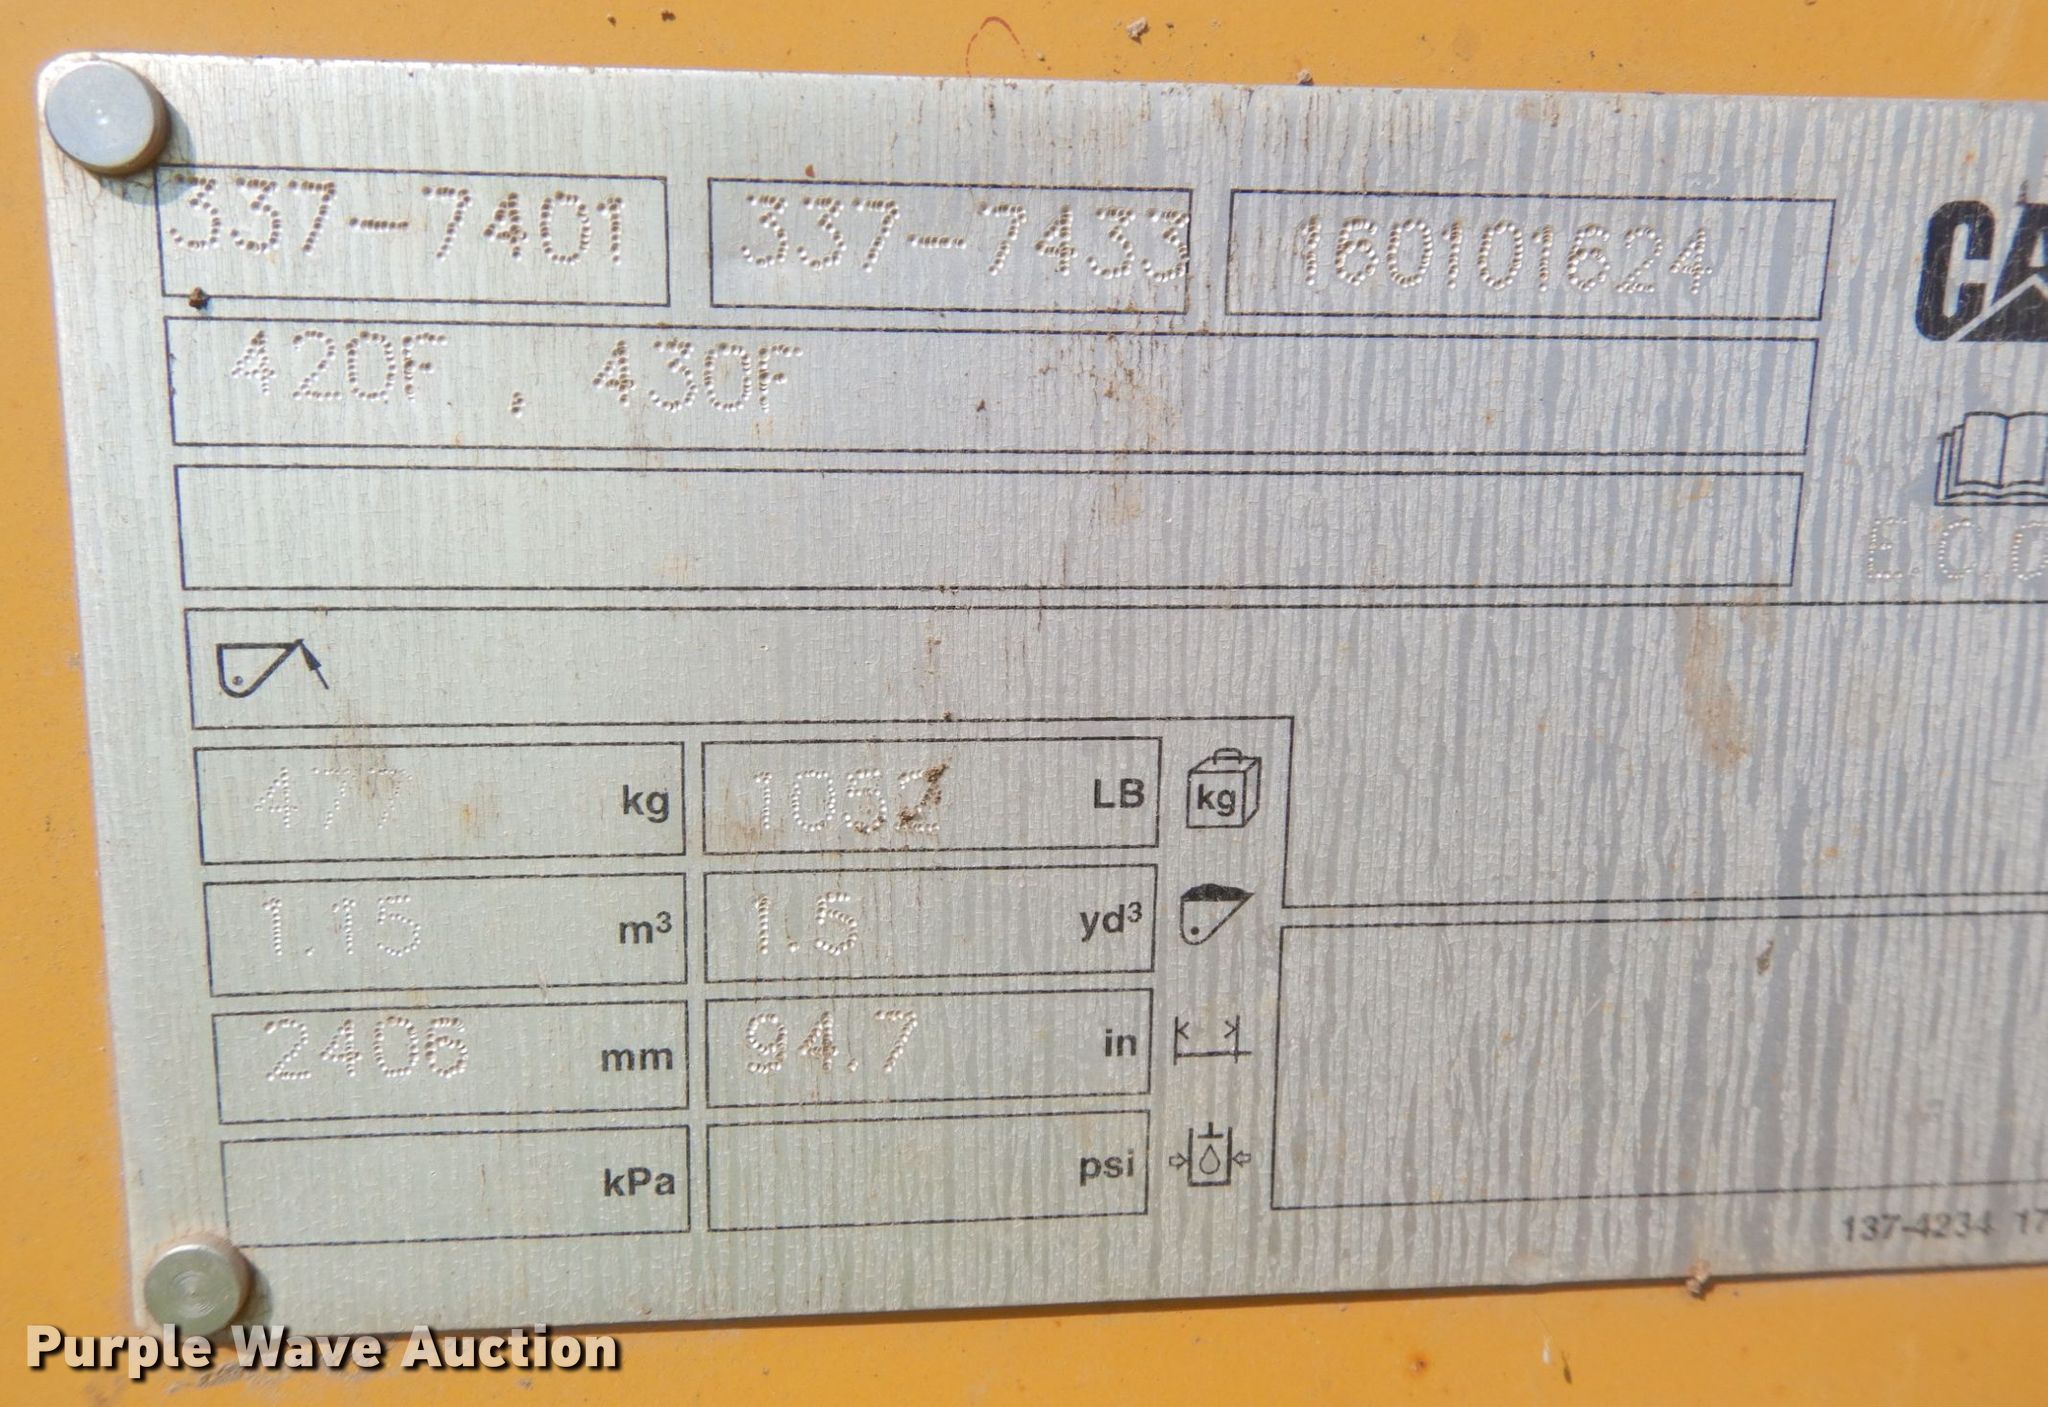 337-7401 337-7433 160101624
CA
420F , 430F
E.C.D
477 kg 1052 LB kg
1.15 m³ 1.5 yd³
2406 mm 94.7 in
kPa psi
137-4234 17
Purple Wave Auction